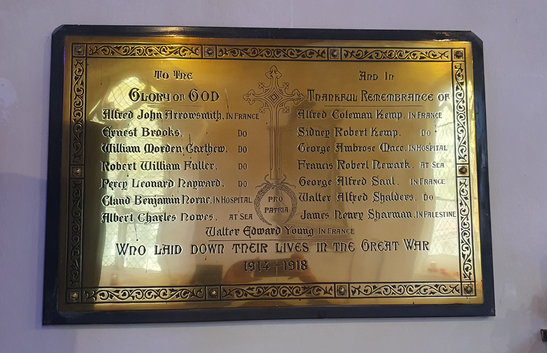 To The
Glory of God
Alfred John Arrowsmith. In France
Ernest Brooks. Do
William Morden Carthew. Do
Robert William Fuller. Do
Percy Leonard Hayward. Do
Claud Benjamin Horne. In Hospital
Albert Charles Howes. At Sea
And In
Thankful Remembrance of
Alfred Coleman Kemp. In France
Sidney Robert Kemp. Do
George Ambrose Mace. In Hospital
Francis Robert Newark. At Sea
George Alfred Saul. In France
Walter Alfred Shalders. Do
James Henry Sharman. In Palestine
Pro
Patria
Walter Edward Young In France
Who laid down their lives in the Great War
1914–1918